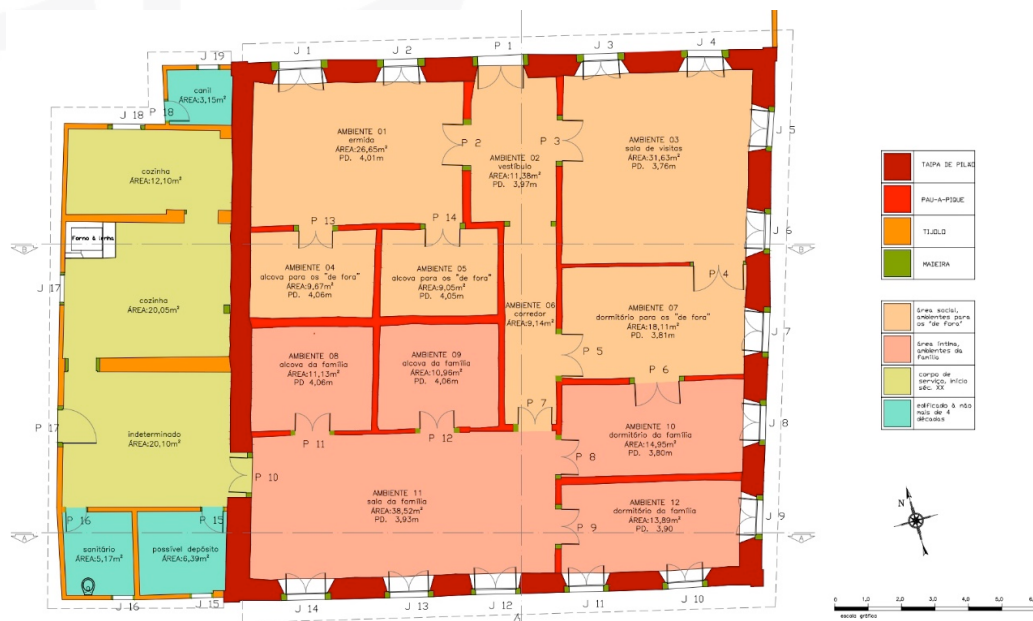 J 1
J 2
P 1
J 3
J 4
J 19
canil
ÁREA:3,15m²
J 18
P 18
J 5
AMBIENTE 01
ermida
ÁREA:26,65m²
PD. 4,01m
P 2
P 3
AMBIENTE 02
vestíbulo
ÁREA:11,38m²
PD. 3,97m
AMBIENTE 03
sala de visitas
ÁREA:31,63m²
PD. 3,76m
cozinha
ÁREA:12,10m²
P 13
P 14
Forno à lenha
J 6
B
B
AMBIENTE 04
alcova para os "de fora"
ÁREA:9,67m²
PD. 4,06m
AMBIENTE 05
alcova para os "de fora"
ÁREA:9,05m²
PD. 4,05m
P 4
J 17
cozinha
ÁREA:20,05m²
AMBIENTE 06
corredor
ÁREA:9,14m²
AMBIENTE 07
dormitório para os "de fora"
ÁREA:18,11m²
PD. 3,81m
J 7
AMBIENTE 08
alcova da família
ÁREA:11,13m²
PD. 4,06m
AMBIENTE 09
alcova da família
ÁREA:10,96m²
PD. 4,06m
P 5
P 6
P 7
P 17
indeterminado
ÁREA:20,10m²
P 11
P 12
AMBIENTE 10
dormitório da família
ÁREA:14,95m²
PD. 3,80m
J 8
P 8
P 10
AMBIENTE 11
sala da família
ÁREA:38,52m²
PD. 3,93m
AMBIENTE 12
dormitório da família
ÁREA:13,89m²
PD. 3,90
J 9
P 9
P 16
P 15
A
A
sanitário
ÁREA:5,17m²
possível depósito
ÁREA:6,39m²
J 16
J 15
J 14
J 13
J 12
J 11
J 10
A
TAIPA DE PILÃO
PAU-A-PIQUE
TIJOLO
MADEIRA
área social,
ambientes para
os "de fora"
área íntima,
ambientes da
família
corpo de
serviço, início
séc. XX
edificado à não
mais de 4
décadas
N
0
1,0
2,0
3,0
4,0
5,0
escala gráfica